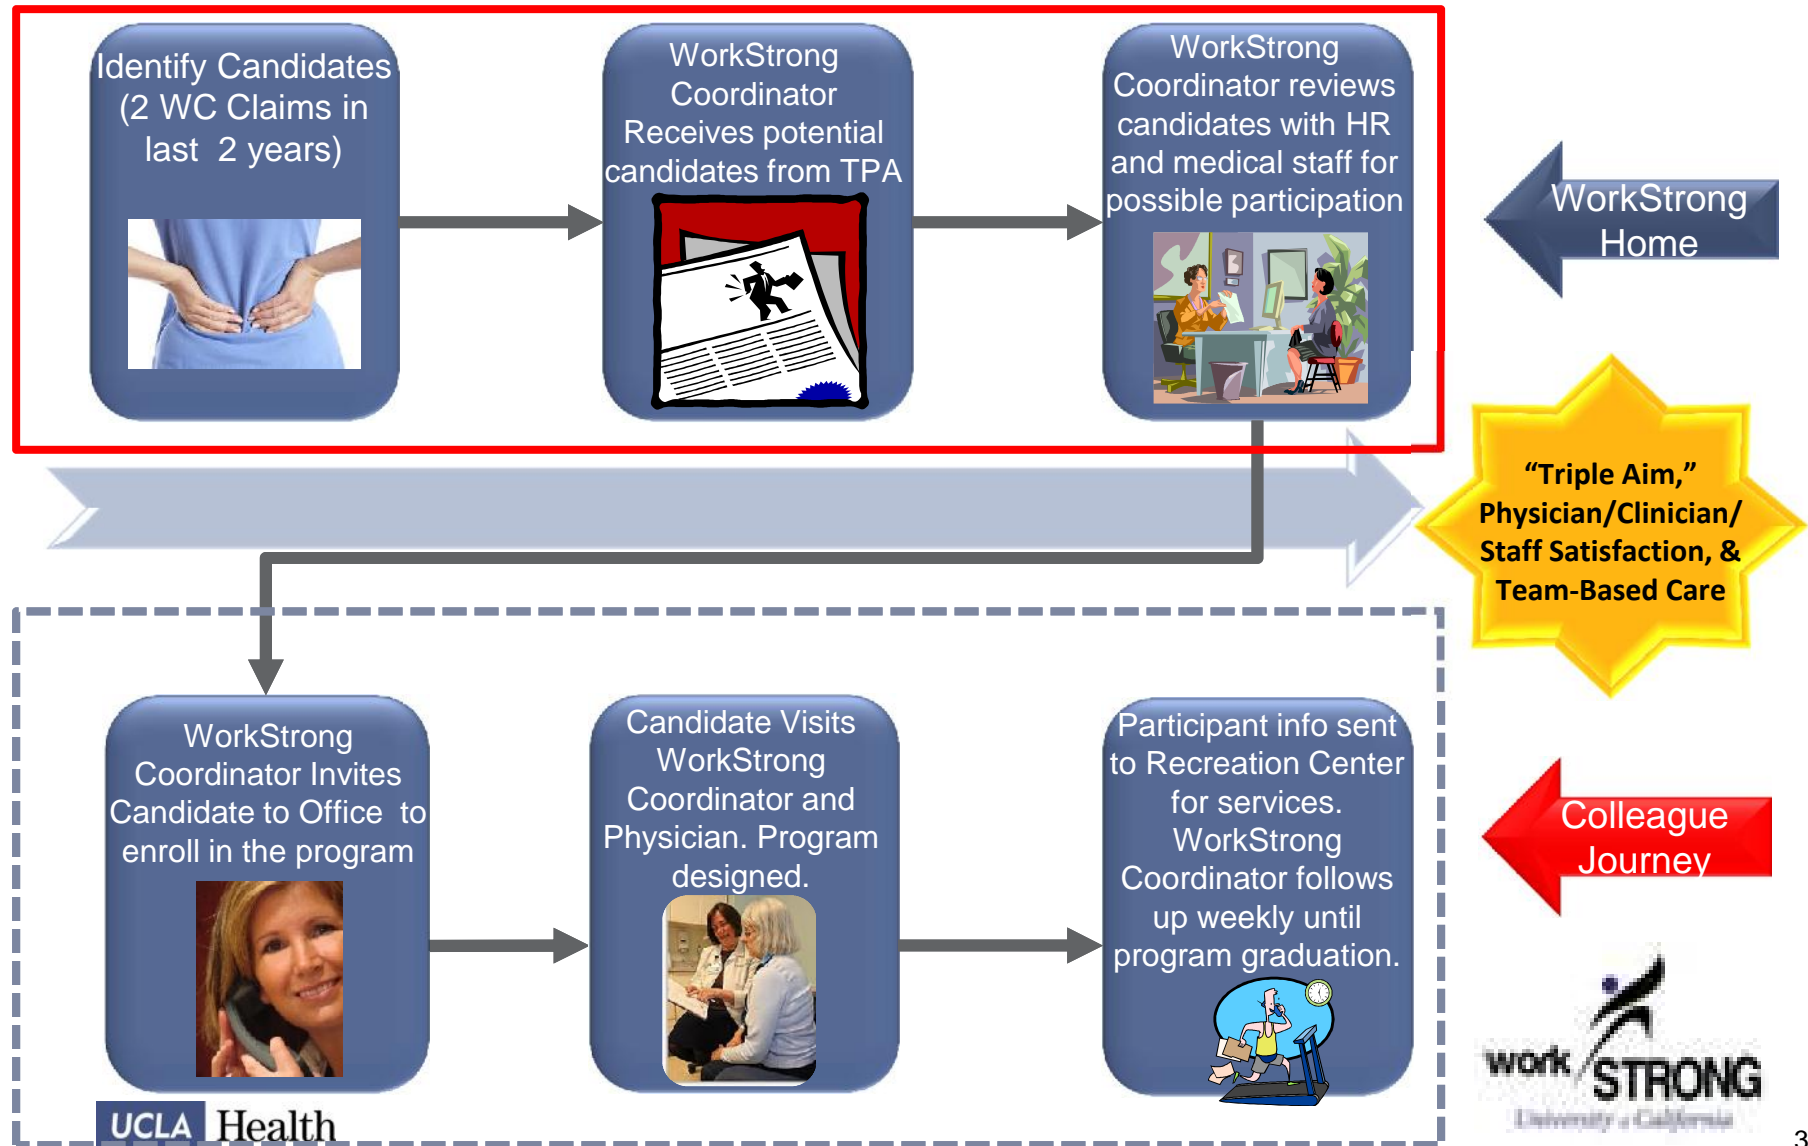 Identify Candidates
(2 WC Claims in
last 2 years)
WorkStrong
Coordinator
Receives potential
candidates from TPA
WorkStrong
Coordinator reviews
candidates with HR
and medical staff for
possible participation
WorkStrong
Home
“Triple Aim,”
Physician/Clinician/
Staff Satisfaction, &
Team-Based Care
WorkStrong
Coordinator Invites
Candidate to Office to
enroll in the program
Candidate Visits
WorkStrong
Coordinator and
Physician. Program
designed.
Participant info sent
to Recreation Center
for services.
WorkStrong
Coordinator follows
up weekly until
program graduation.
Colleague
Journey
work
STRONG
University of California
UCLA Health
3